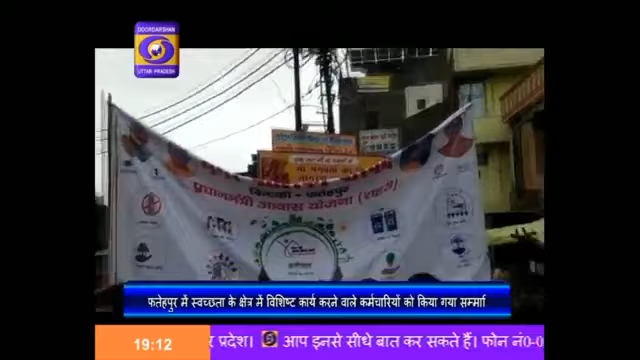 DOORDARSHAN
UTTAR PRADESH
बिन्दकी - फतेहपुर
प्रधानमंत्री आवास योजना (शहरी)
फतेहपुर में स्वच्छता के क्षेत्र में विशिष्ट कार्य करने वाले कर्मचारियों को किया गया सम्मा
19:12
र प्रदेश। आप इनसे सीधे बात कर सकते हैं। फोन नं0-0